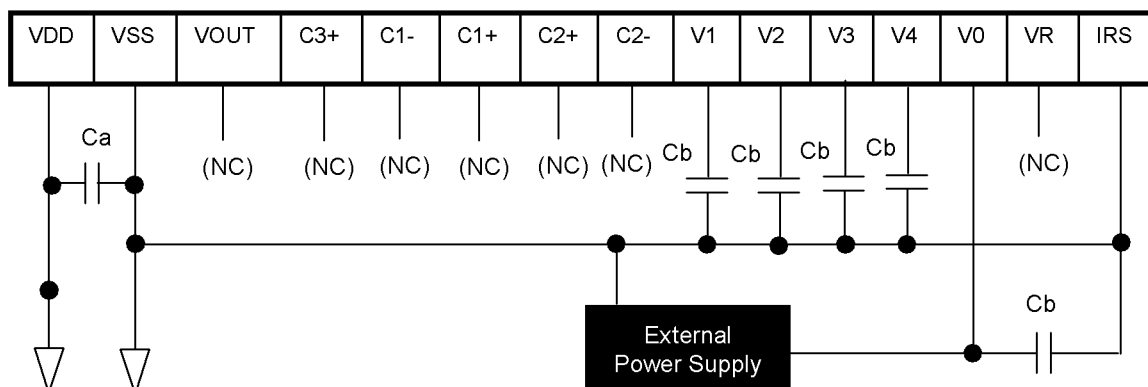 VDD VSS VOUT C3+ C1- C1+ C2+ C2- V1 V2 V3 V4 V0 VR IRS
Ca
Cb Cb Cb Cb
(NC) (NC) (NC) (NC) (NC) (NC) (NC)
External
Power Supply
Cb